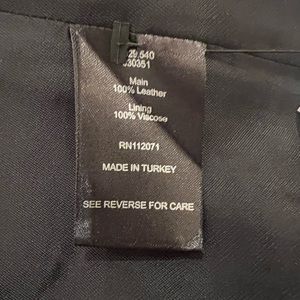 29 540
030351
Main
100% Leather
Lining
100% Viscose
RN112071
MADE IN TURKEY
SEE REVERSE FOR CARE